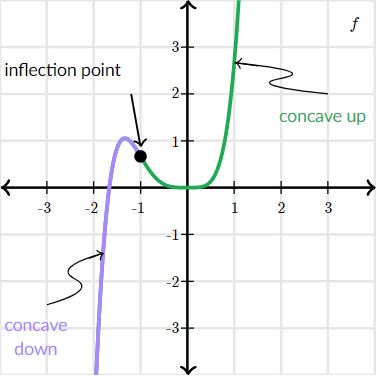 f
3
inflection point
2
concave up
1
-3 -2 -1 1 2 3
-1
-2
-3
concave
down